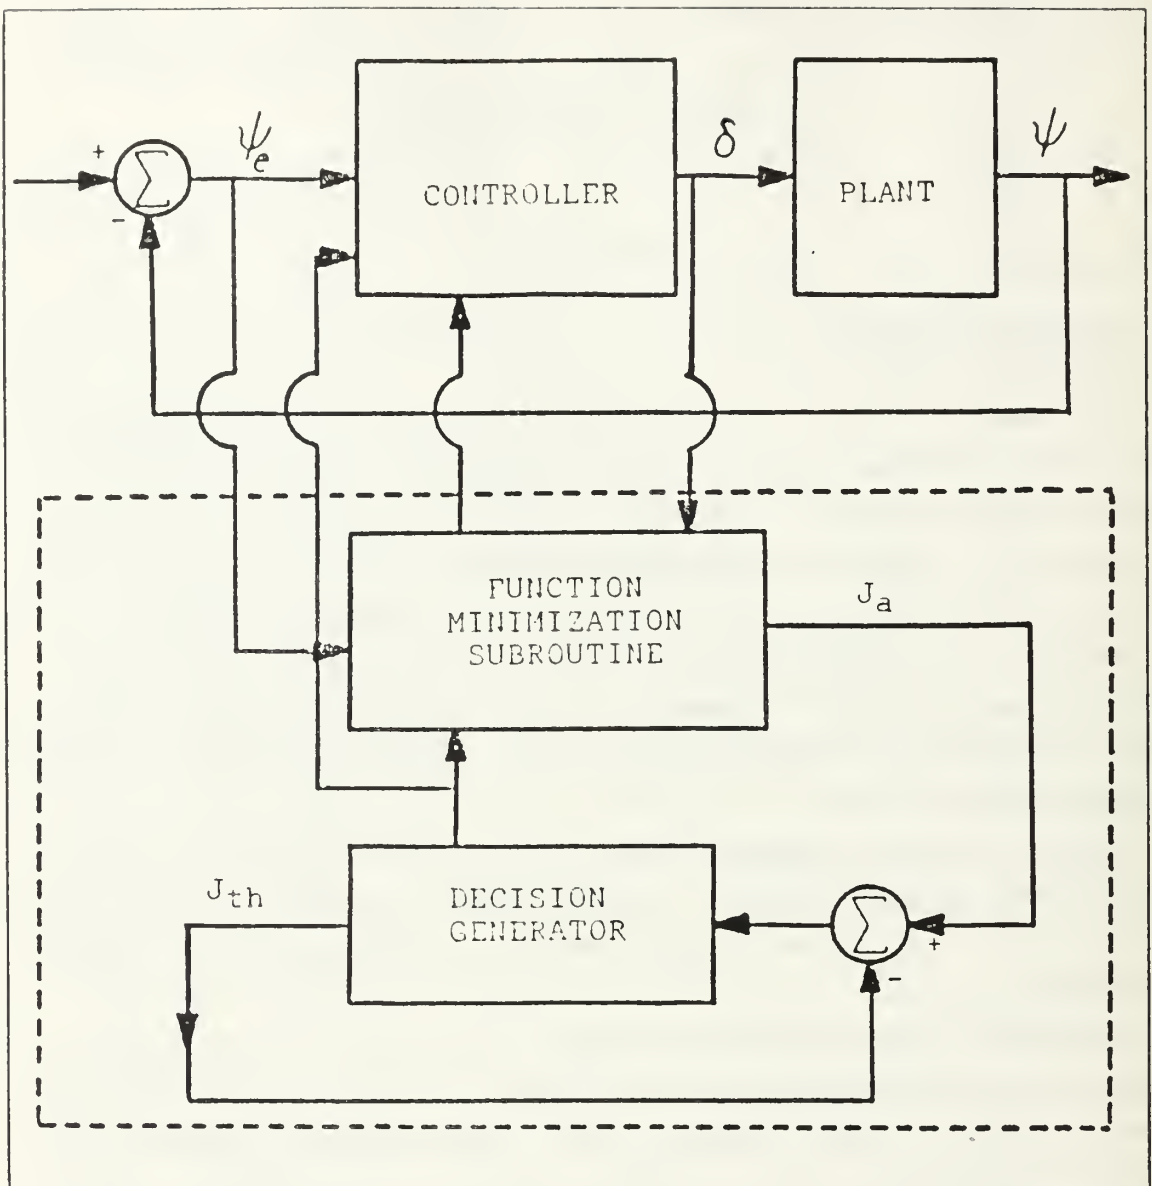 ψe
δ
ψ
+
Σ
-
CONTROLLER
PLANT
FUNCTION
MINIMIZATION
SUBROUTINE
Ja
Jth
DECISION
GENERATOR
Σ
+
-